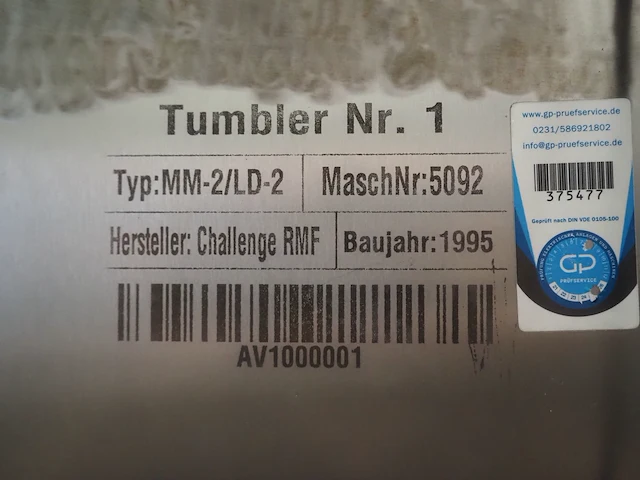 Tumbler Nr. 1
Typ:MM-2/LD-2 MaschNr:5092
Hersteller: Challenge RMF Baujahr:1995
AV1000001
www.gp-pruefservice.de
0231/586921802
info@gp-pruefservice.de
375477
Geprüft nach DIN VDE 0105-100
GP
PRÜFSERVICE